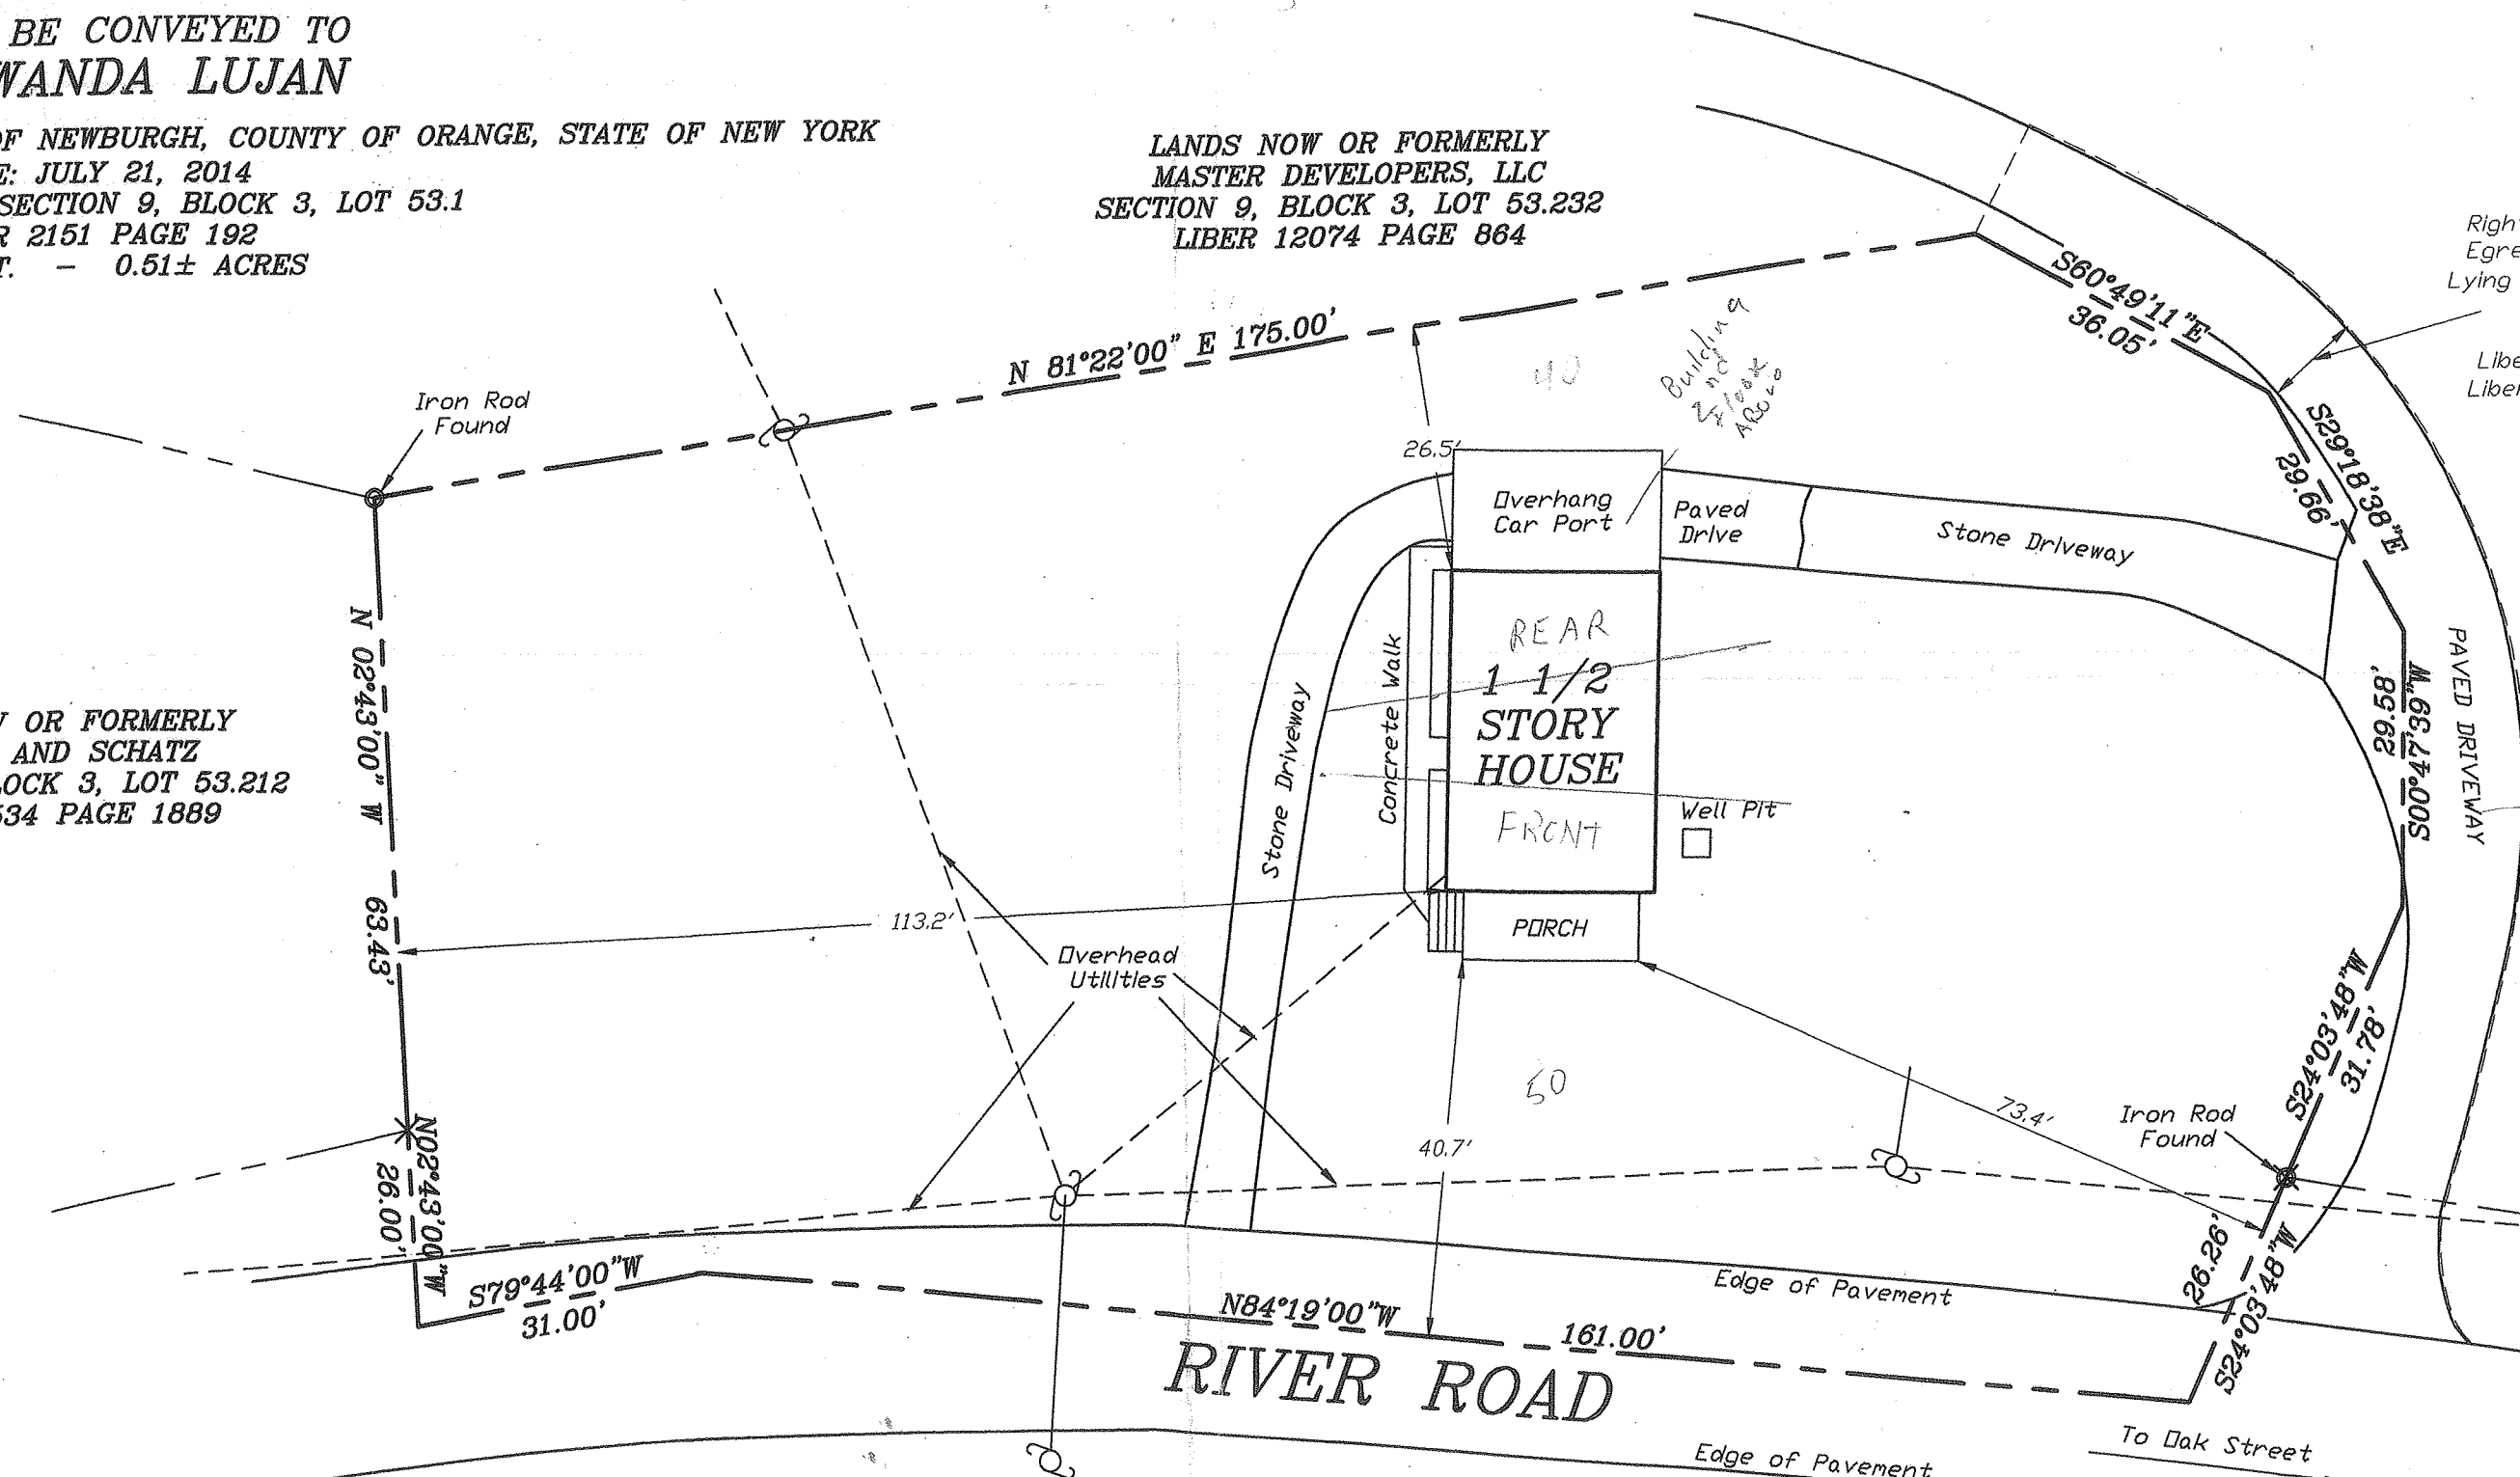 BE CONVEYED TO
WANDA LUJAN
OF NEWBURGH, COUNTY OF ORANGE, STATE OF NEW YORK
E: JULY 21, 2014
SECTION 9, BLOCK 3, LOT 53.1
R 2151 PAGE 192
T. - 0.51± ACRES
LANDS NOW OR FORMERLY
MASTER DEVELOPERS, LLC
SECTION 9, BLOCK 3, LOT 53.232
LIBER 12074 PAGE 864
Righ
Egre
Lying
Libe
Liber
S60°49'11"E
36.05'
N 81°22'00" E 175.00'
40
Building
Iron Rod
Found
26.5'
S29°18'38"E
29.66'
Overhang
Car Port
Paved
Drive
Stone Driveway
N 02°43'00" W 63.43'
REAR
1 1/2
STORY
HOUSE
FRONT
Concrete Walk
Stone Driveway
Well Pit
S00°47'39"W
29.58'
PAVED DRIVEWAY
OR FORMERLY
AND SCHATZ
LOCK 3, LOT 53.212
534 PAGE 1889
113.2'
PORCH
Overhead
Utilities
S24°03'48"W
31.78'
50
40.7'
73.4'
Iron Rod
Found
N02°43'00"W
26.00'
S79°44'00"W
31.00'
26.26'
S24°03'48"W
Edge of Pavement
N84°19'00"W 161.00'
RIVER ROAD
To Oak Street
Edge of Pavement